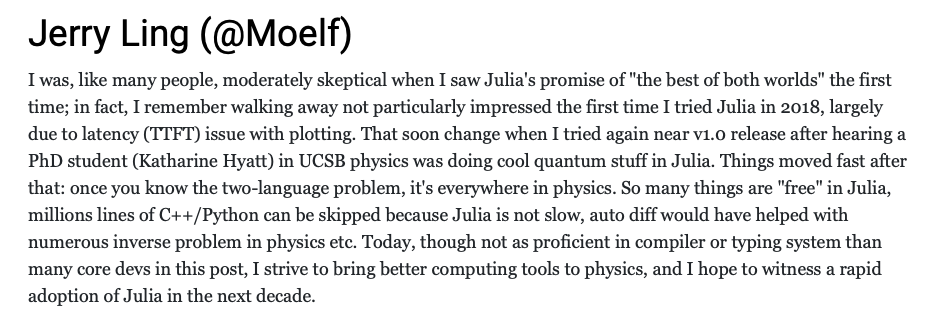 Jerry Ling (@Moelf)
I was, like many people, moderately skeptical when I saw Julia's promise of "the best of both worlds" the first
time; in fact, I remember walking away not particularly impressed the first time I tried Julia in 2018, largely
due to latency (TTFT) issue with plotting. That soon change when I tried again near v1.0 release after hearing a
PhD student (Katharine Hyatt) in UCSB physics was doing cool quantum stuff in Julia. Things moved fast after
that: once you know the two-language problem, it's everywhere in physics. So many things are "free" in Julia,
millions lines of C++/Python can be skipped because Julia is not slow, auto diff would have helped with
numerous inverse problem in physics etc. Today, though not as proficient in compiler or typing system than
many core devs in this post, I strive to bring better computing tools to physics, and I hope to witness a rapid
adoption of Julia in the next decade.